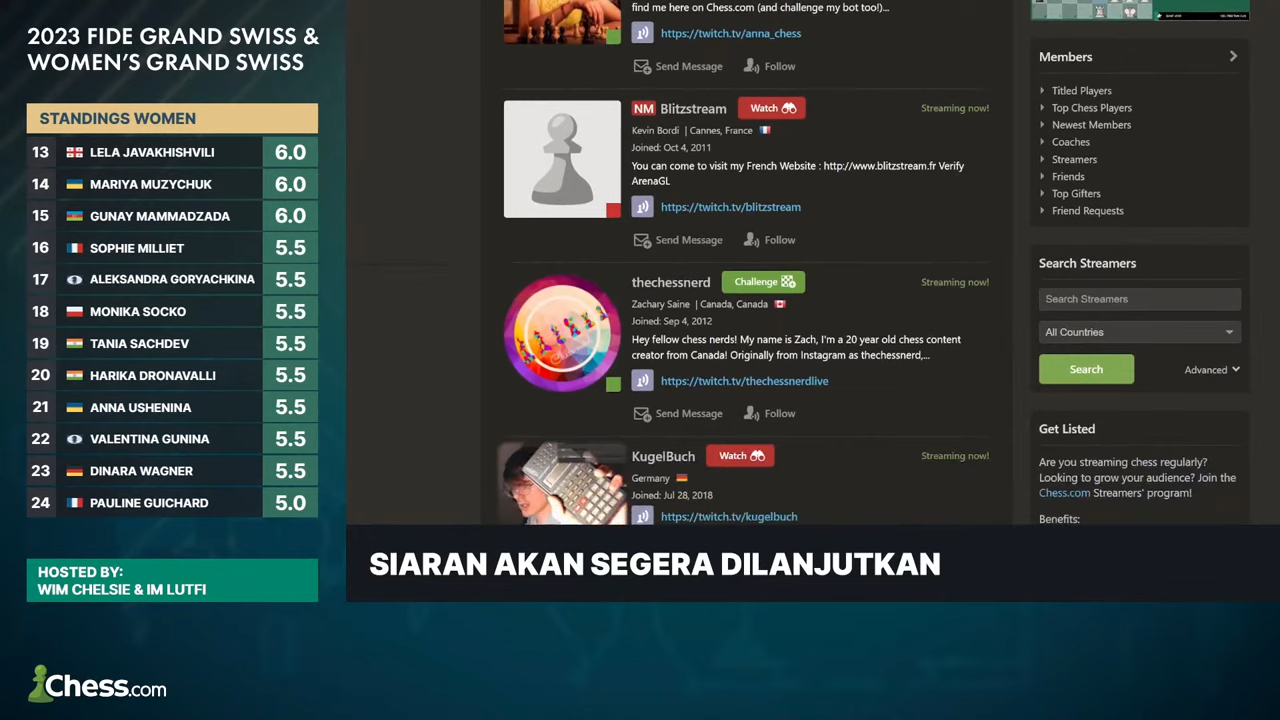 2023 FIDE GRAND SWISS &
WOMEN'S GRAND SWISS
STANDINGS WOMEN
13 LELA JAVAKHISHVILI 6.0
14 MARIYA MUZYCHUK 6.0
15 GUNAY MAMMADZADA 6.0
16 SOPHIE MILLIET 5.5
17 ALEKSANDRA GORYACHKINA 5.5
18 MONIKA SOCKO 5.5
19 TANIA SACHDEV 5.5
20 HARIKA DRONAVALLI 5.5
21 ANNA USHENINA 5.5
22 VALENTINA GUNINA 5.5
23 DINARA WAGNER 5.5
24 PAULINE GUICHARD 5.0
HOSTED BY:
WIM CHELSIE & IM LUTFI
Chess.com
find me here on Chess.com (and challenge my bot too!)...
https://twitch.tv/anna_chess
Send Message Follow
NM Blitzstream Watch Streaming now!
Kevin Bordi | Cannes, France
Joined: Oct 4, 2011
You can come to visit my French Website : http://www.blitzstream.fr Verify
ArenaGL
https://twitch.tv/blitzstream
Send Message Follow
thechessnerd Challenge Streaming now!
Zachary Saine | Canada, Canada
Joined: Sep 4, 2012
Hey fellow chess nerds! My name is Zach, I'm a 20 year old chess content
creator from Canada! Originally from Instagram as thechessnerd,...
https://twitch.tv/thechessnerdlive
Send Message Follow
KugelBuch Watch Streaming now!
Germany
Joined: Jul 28, 2018
https://twitch.tv/kugelbuch
Members
Titled Players
Top Chess Players
Newest Members
Coaches
Streamers
Friends
Top Gifters
Friend Requests
Search Streamers
Search Streamers
All Countries
Search Advanced
Get Listed
Are you streaming chess regularly?
Looking to grow your audience? Join the
Chess.com Streamers' program!
Benefits:
SIARAN AKAN SEGERA DILANJUTKAN